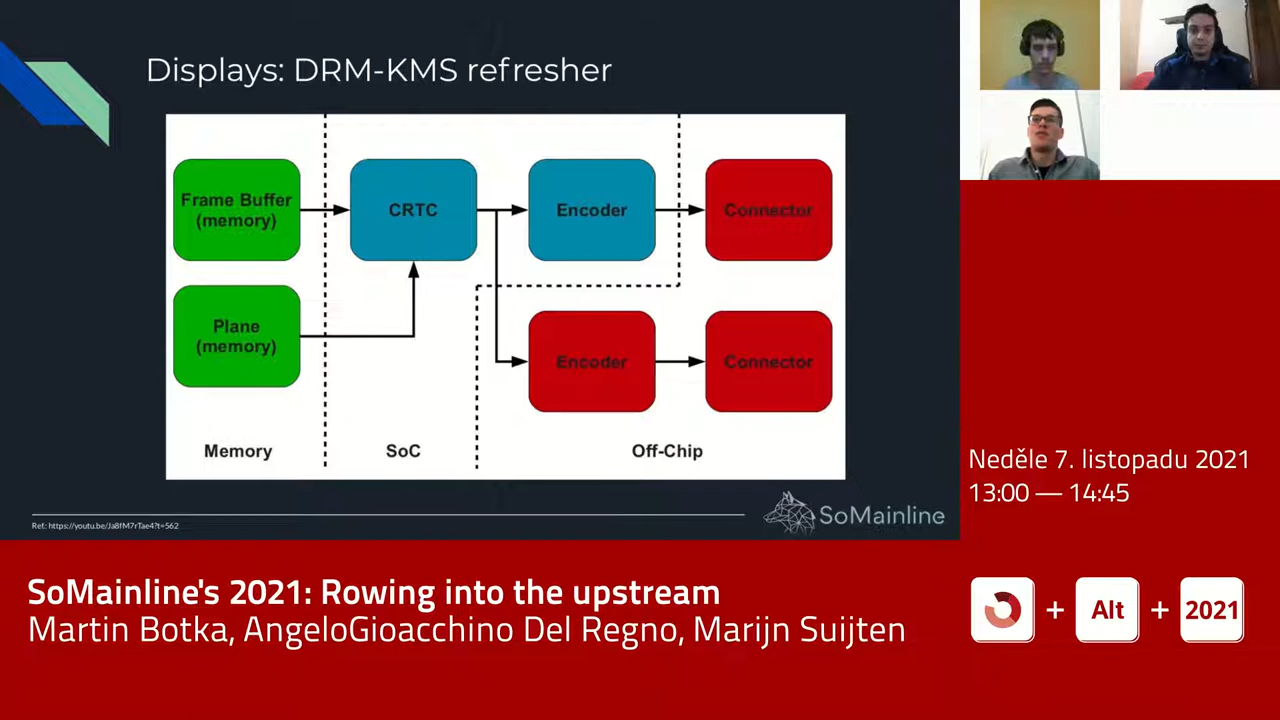 Displays: DRM-KMS refresher
Frame Buffer
(memory)
CRTC
Encoder
Connector
Plane
(memory)
Encoder
Connector
Memory
SoC
Off-Chip
Ref: https://youtu.be/Ja8fM7rTae4?t=562
SoMainline
Neděle 7. listopadu 2021
13:00 — 14:45
SoMainline's 2021: Rowing into the upstream
Martin Botka, AngeloGioacchino Del Regno, Marijn Suijten
+ Alt + 2021